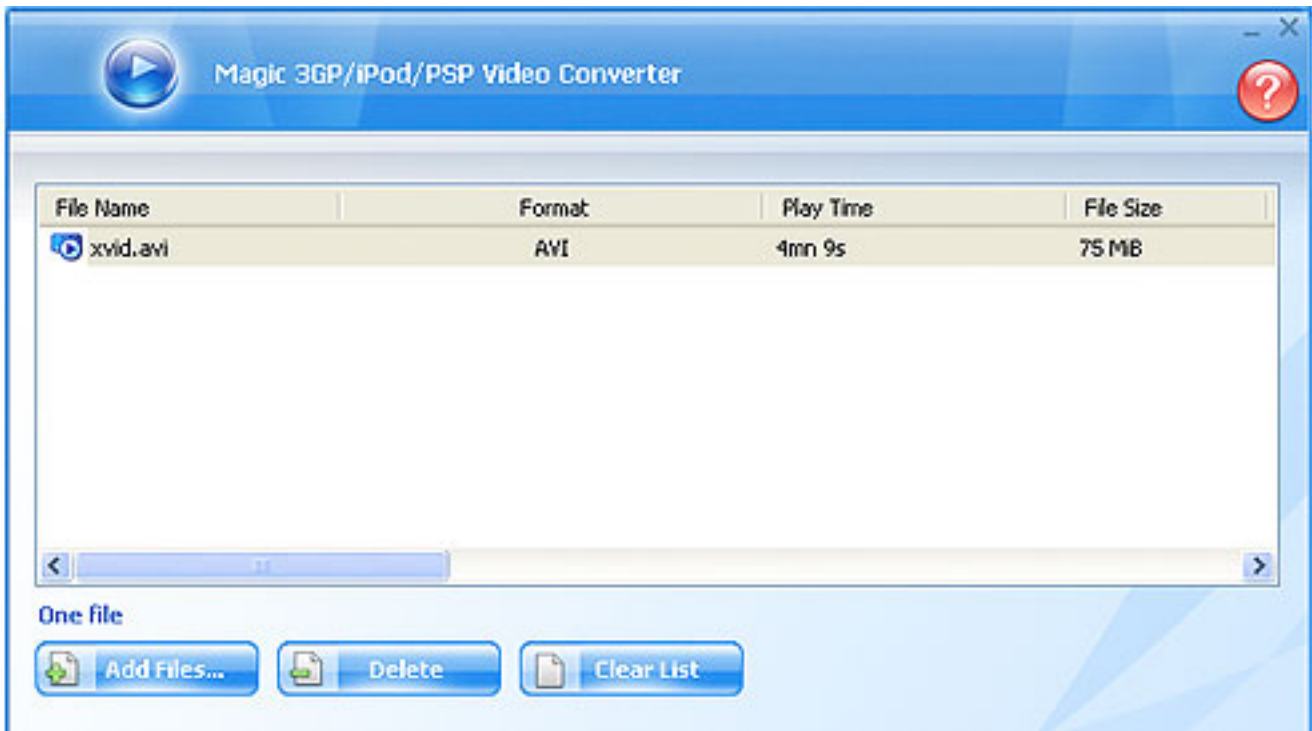 Magic 3GP/iPod/PSP Video Converter
?
File Name Format Play Time File Size
xvid.avi AVI 4mn 9s 75 MiB
One file
Add Files... Delete Clear List